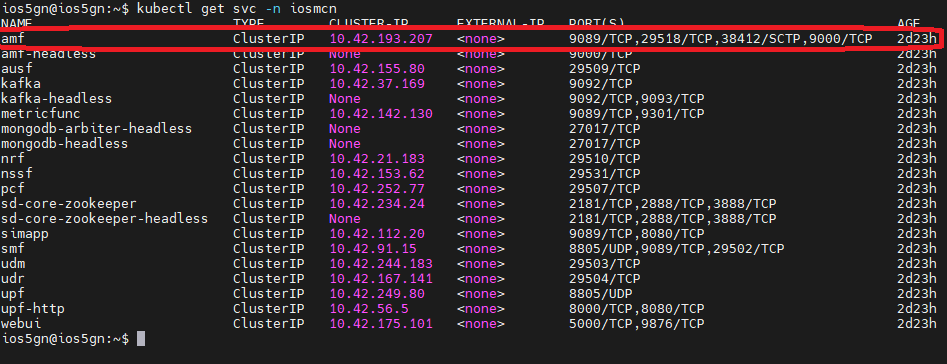 ios5gn@ios5gn:~$ kubectl get svc -n iosmcn
NAME TYPE CLUSTER-IP EXTERNAL-IP PORT(S) AGE
amf ClusterIP 10.42.193.207 <none> 9089/TCP,29518/TCP,38412/SCTP,9000/TCP 2d23h
amf-headless ClusterIP None <none> 9000/TCP 2d23h
ausf ClusterIP 10.42.155.80 <none> 29509/TCP 2d23h
kafka ClusterIP 10.42.37.169 <none> 9092/TCP 2d23h
kafka-headless ClusterIP None <none> 9092/TCP,9093/TCP 2d23h
metricfunc ClusterIP 10.42.142.130 <none> 9089/TCP,9301/TCP 2d23h
mongodb-arbiter-headless ClusterIP None <none> 27017/TCP 2d23h
mongodb-headless ClusterIP None <none> 27017/TCP 2d23h
nrf ClusterIP 10.42.21.183 <none> 29510/TCP 2d23h
nssf ClusterIP 10.42.153.62 <none> 29531/TCP 2d23h
pcf ClusterIP 10.42.252.77 <none> 29507/TCP 2d23h
sd-core-zookeeper ClusterIP 10.42.234.24 <none> 2181/TCP,2888/TCP,3888/TCP 2d23h
sd-core-zookeeper-headless ClusterIP None <none> 2181/TCP,2888/TCP,3888/TCP 2d23h
simapp ClusterIP 10.42.112.20 <none> 9089/TCP,8080/TCP 2d23h
smf ClusterIP 10.42.91.15 <none> 8805/UDP,9089/TCP,29502/TCP 2d23h
udm ClusterIP 10.42.244.183 <none> 29503/TCP 2d23h
udr ClusterIP 10.42.167.141 <none> 29504/TCP 2d23h
upf ClusterIP 10.42.249.80 <none> 8805/UDP 2d23h
upf-http ClusterIP 10.42.56.5 <none> 8000/TCP,8080/TCP 2d23h
webui ClusterIP 10.42.175.101 <none> 5000/TCP,9876/TCP 2d23h
ios5gn@ios5gn:~$